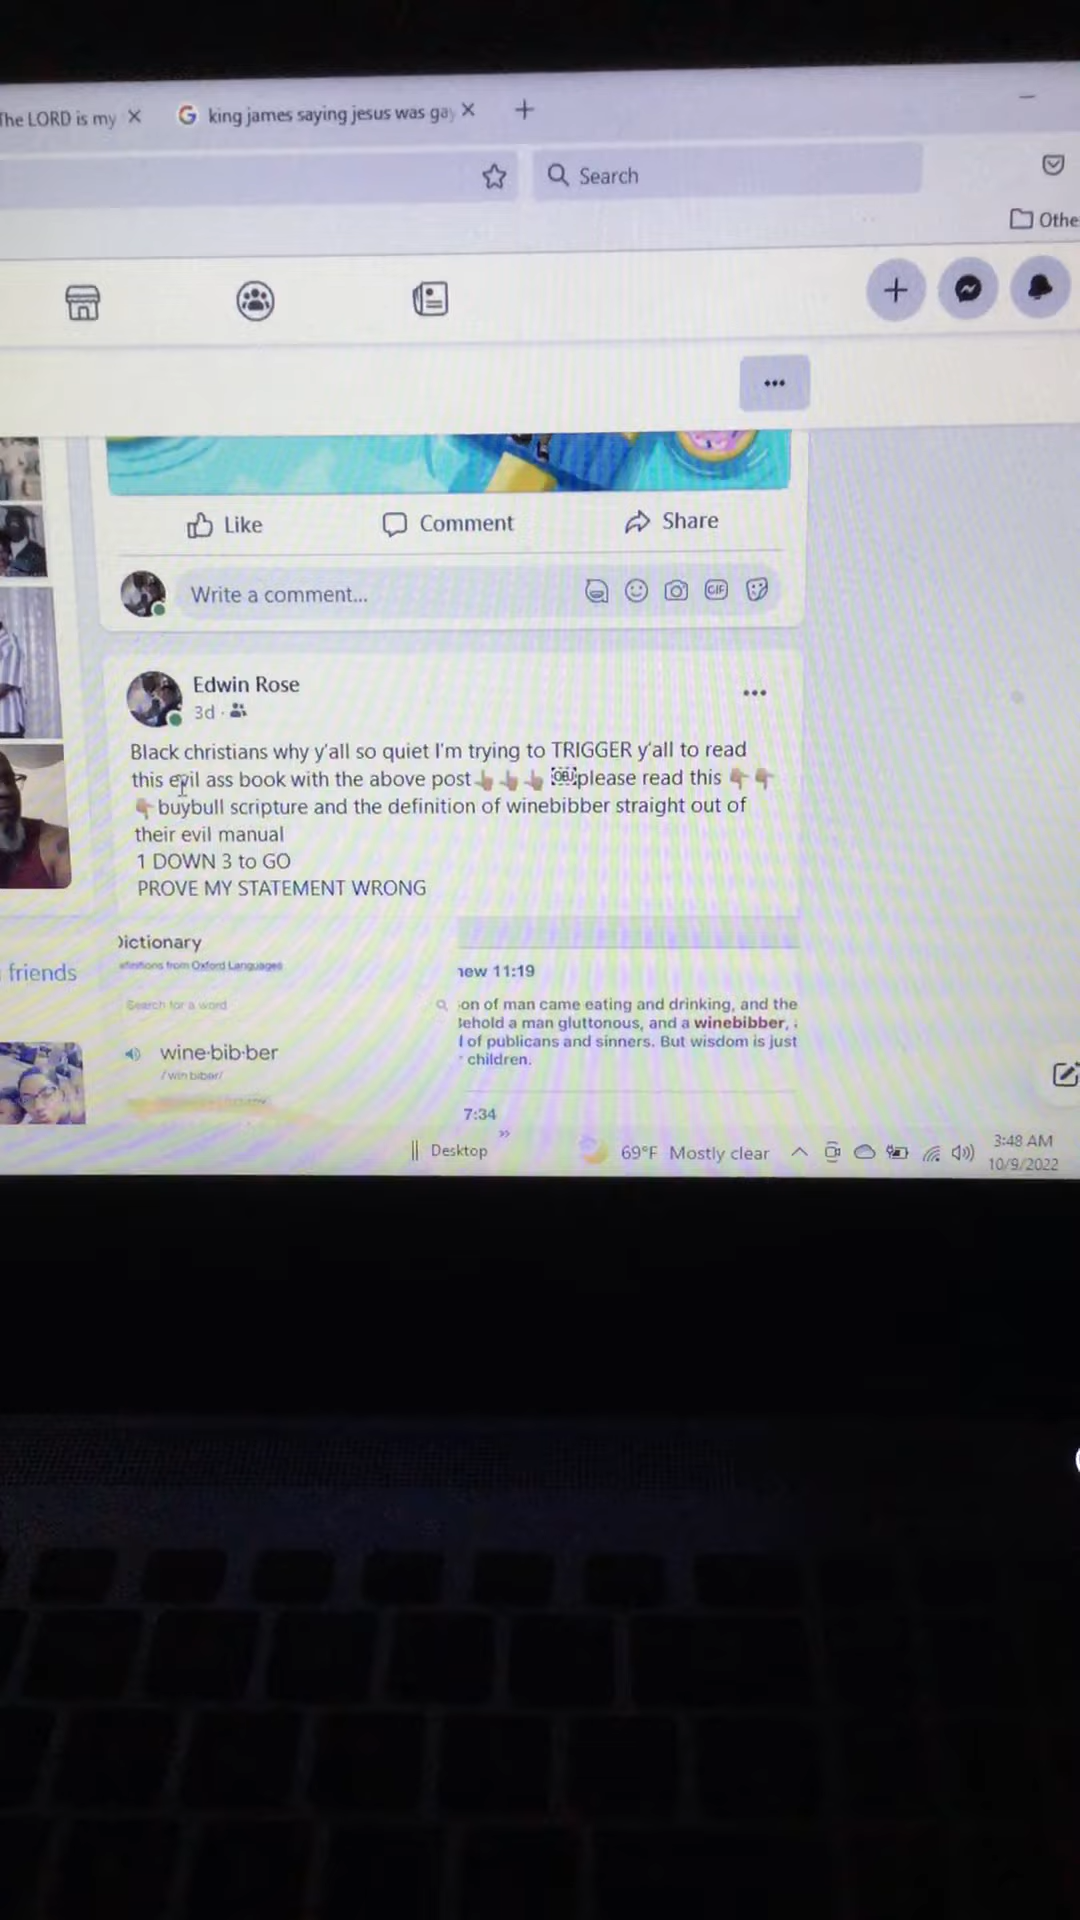 The LORD is my
king james saying jesus was gay
Search
Othe
Like
Comment
Share
Write a comment...
GIF
Edwin Rose
3d
Black christians why y'all so quiet I'm trying to TRIGGER y'all to read
this evil ass book with the above post👆🏽👆🏽👆🏽 OBJ please read this👇🏽👇🏽
👇🏽buybull scripture and the definition of winebibber straight out of
their evil manual
1 DOWN 3 to GO
PROVE MY STATEMENT WRONG
Dictionary
Definitions from Oxford Languages
Search for a word
wine·bib·ber
/ˈwīnˌbibər/
new 11:19
on of man came eating and drinking, and the
Behold a man gluttonous, and a winebibber,
of publicans and sinners. But wisdom is just
children.
7:34
friends
Desktop
69°F Mostly clear
3:48 AM
10/9/2022